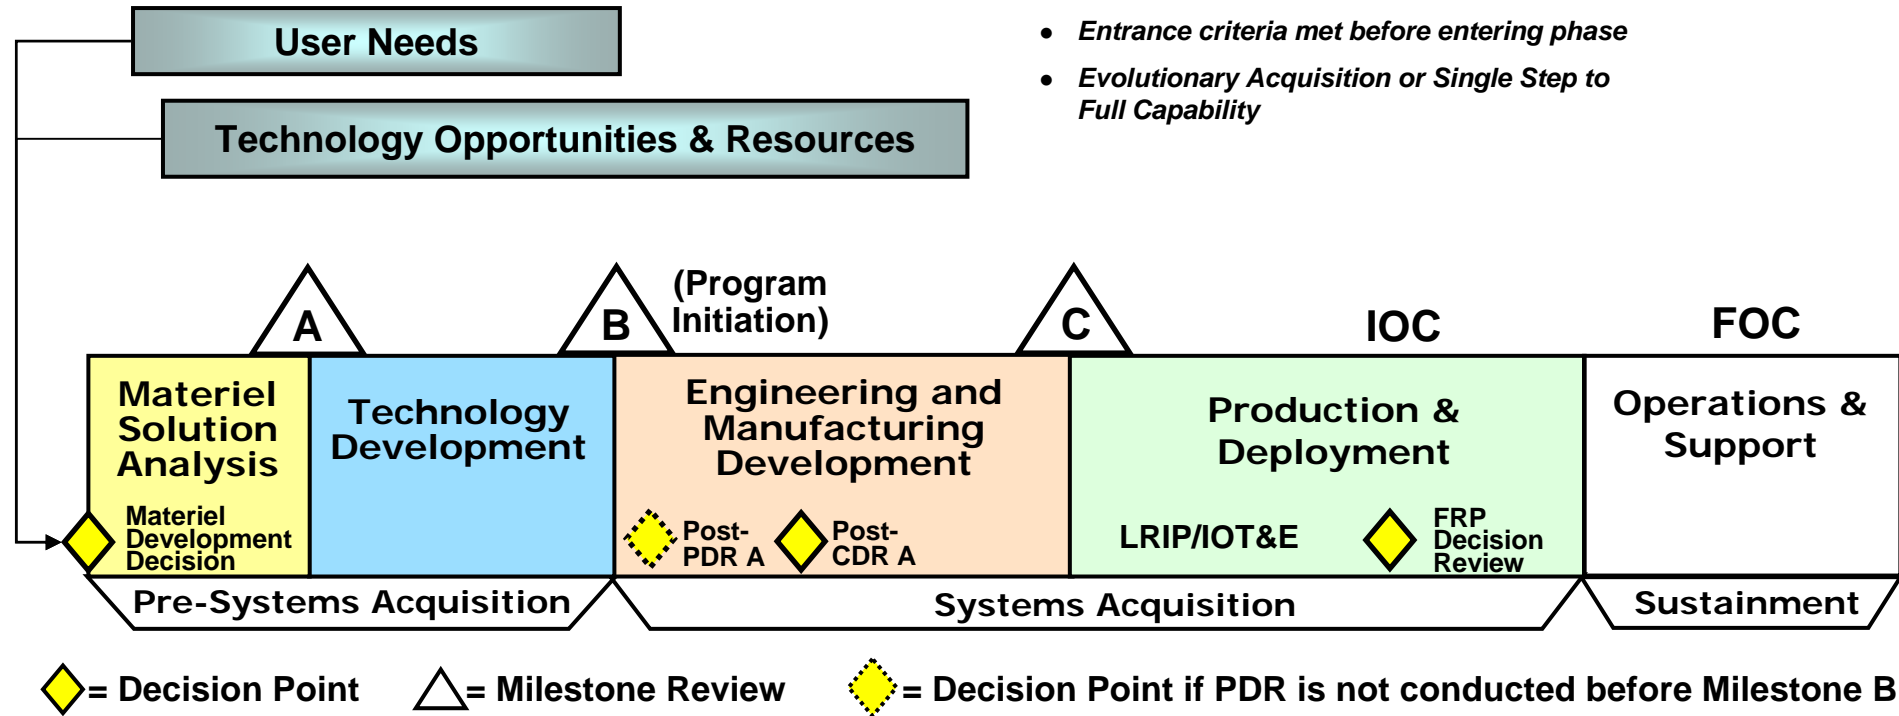 User Needs
Technology Opportunities & Resources
● Entrance criteria met before entering phase
● Evolutionary Acquisition or Single Step to
Full Capability
A
B
(Program
Initiation)
C
IOC
FOC
Materiel
Solution
Analysis
Technology
Development
Engineering and
Manufacturing
Development
Production &
Deployment
Operations &
Support
Materiel
Development
Decision
Post-
PDR A
Post-
CDR A
LRIP/IOT&E
FRP
Decision
Review
Pre-Systems Acquisition
Systems Acquisition
Sustainment
= Decision Point
= Milestone Review
= Decision Point if PDR is not conducted before Milestone B